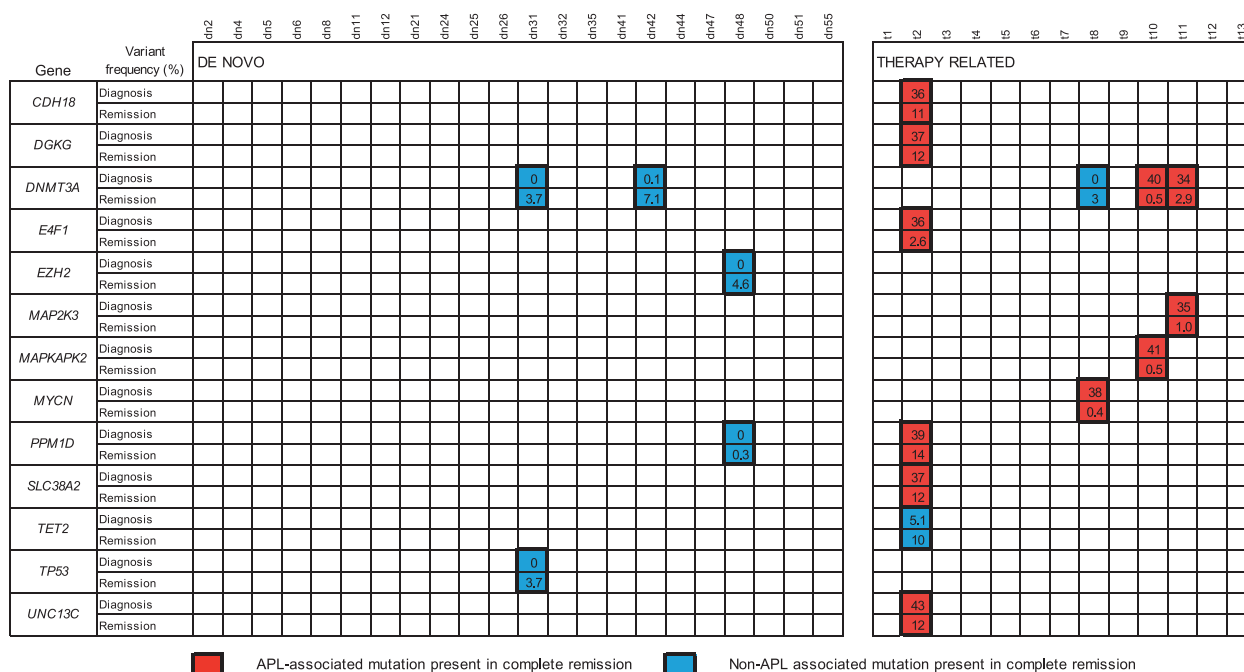 dn2 dn4 dn5 dn6 dn8 dn11 dn12 dn21 dn24 dn25 dn26 dn31 dn32 dn35 dn41 dn42 dn44 dn47 dn48 dn50 dn51 dn55 t1 t2 t3 t4 t5 t6 t7 t8 t9 t10 t11 t12 t13
Gene Variant frequency (%) DE NOVO THERAPY RELATED
CDH18 Diagnosis 36
Remission 11
DGKG Diagnosis 37
Remission 12
DNMT3A Diagnosis 0 0.1 0 40 34
Remission 3.7 7.1 3 0.5 2.9
E4F1 Diagnosis 36
Remission 2.6
EZH2 Diagnosis 0
Remission 4.6
MAP2K3 Diagnosis 35
Remission 1.0
MAPKAPK2 Diagnosis 41
Remission 0.5
MYCN Diagnosis 38
Remission 0.4
PPM1D Diagnosis 0 39
Remission 0.3 14
SLC38A2 Diagnosis 37
Remission 12
TET2 Diagnosis 5.1
Remission 10
TP53 Diagnosis 0
Remission 3.7
UNC13C Diagnosis 43
Remission 12
APL-associated mutation present in complete remission Non-APL associated mutation present in complete remission